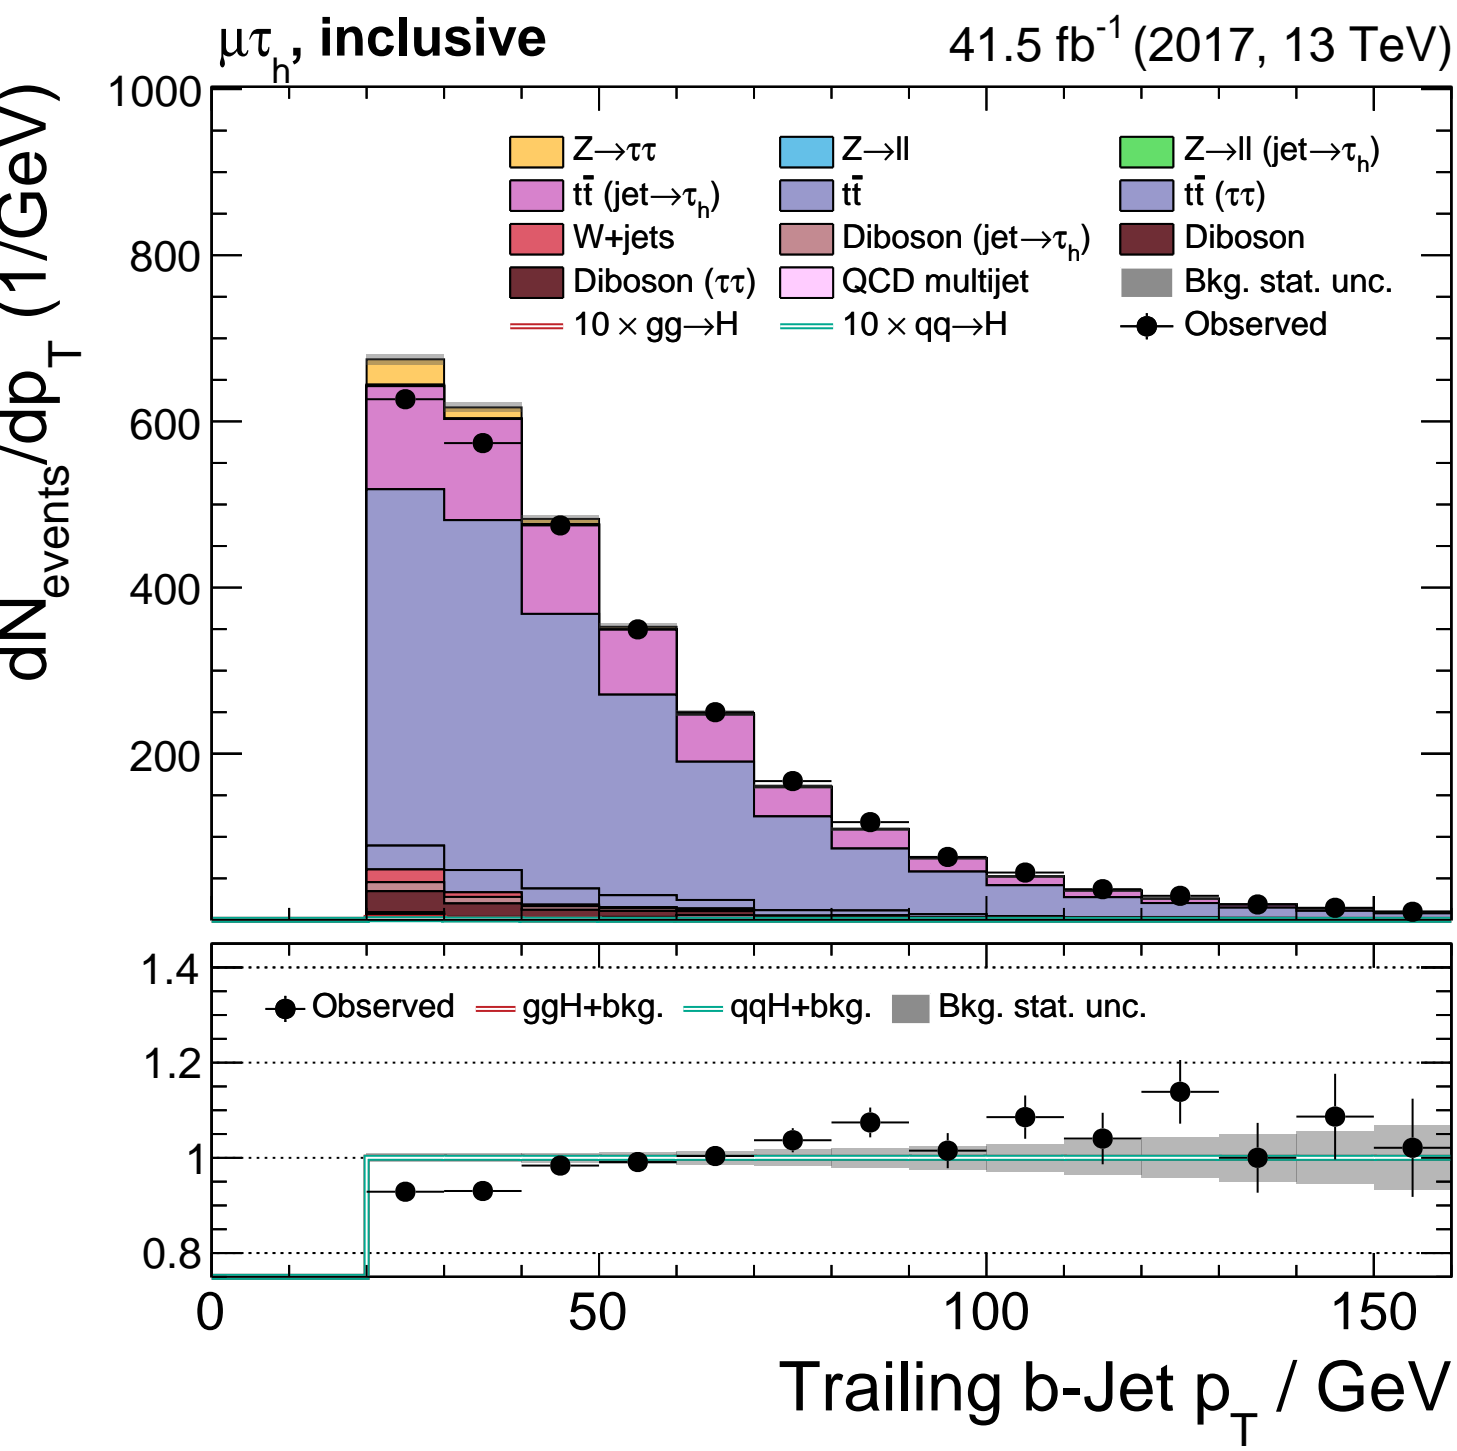 μτₕ, inclusive
41.5 fb⁻¹ (2017, 13 TeV)
dN_events/dp_T (1/GeV)
1000
800
600
400
200
Z→ττ
Z→ll
Z→ll (jet→τₕ)
tt̄ (jet→τₕ)
tt̄
tt̄ (ττ)
W+jets
Diboson (jet→τₕ)
Diboson
Diboson (ττ)
QCD multijet
Bkg. stat. unc.
10 × gg→H
10 × qq→H
Observed
1.4
1.2
1
0.8
Observed
ggH+bkg.
qqH+bkg.
Bkg. stat. unc.
0
50
100
150
Trailing b-Jet p_T / GeV